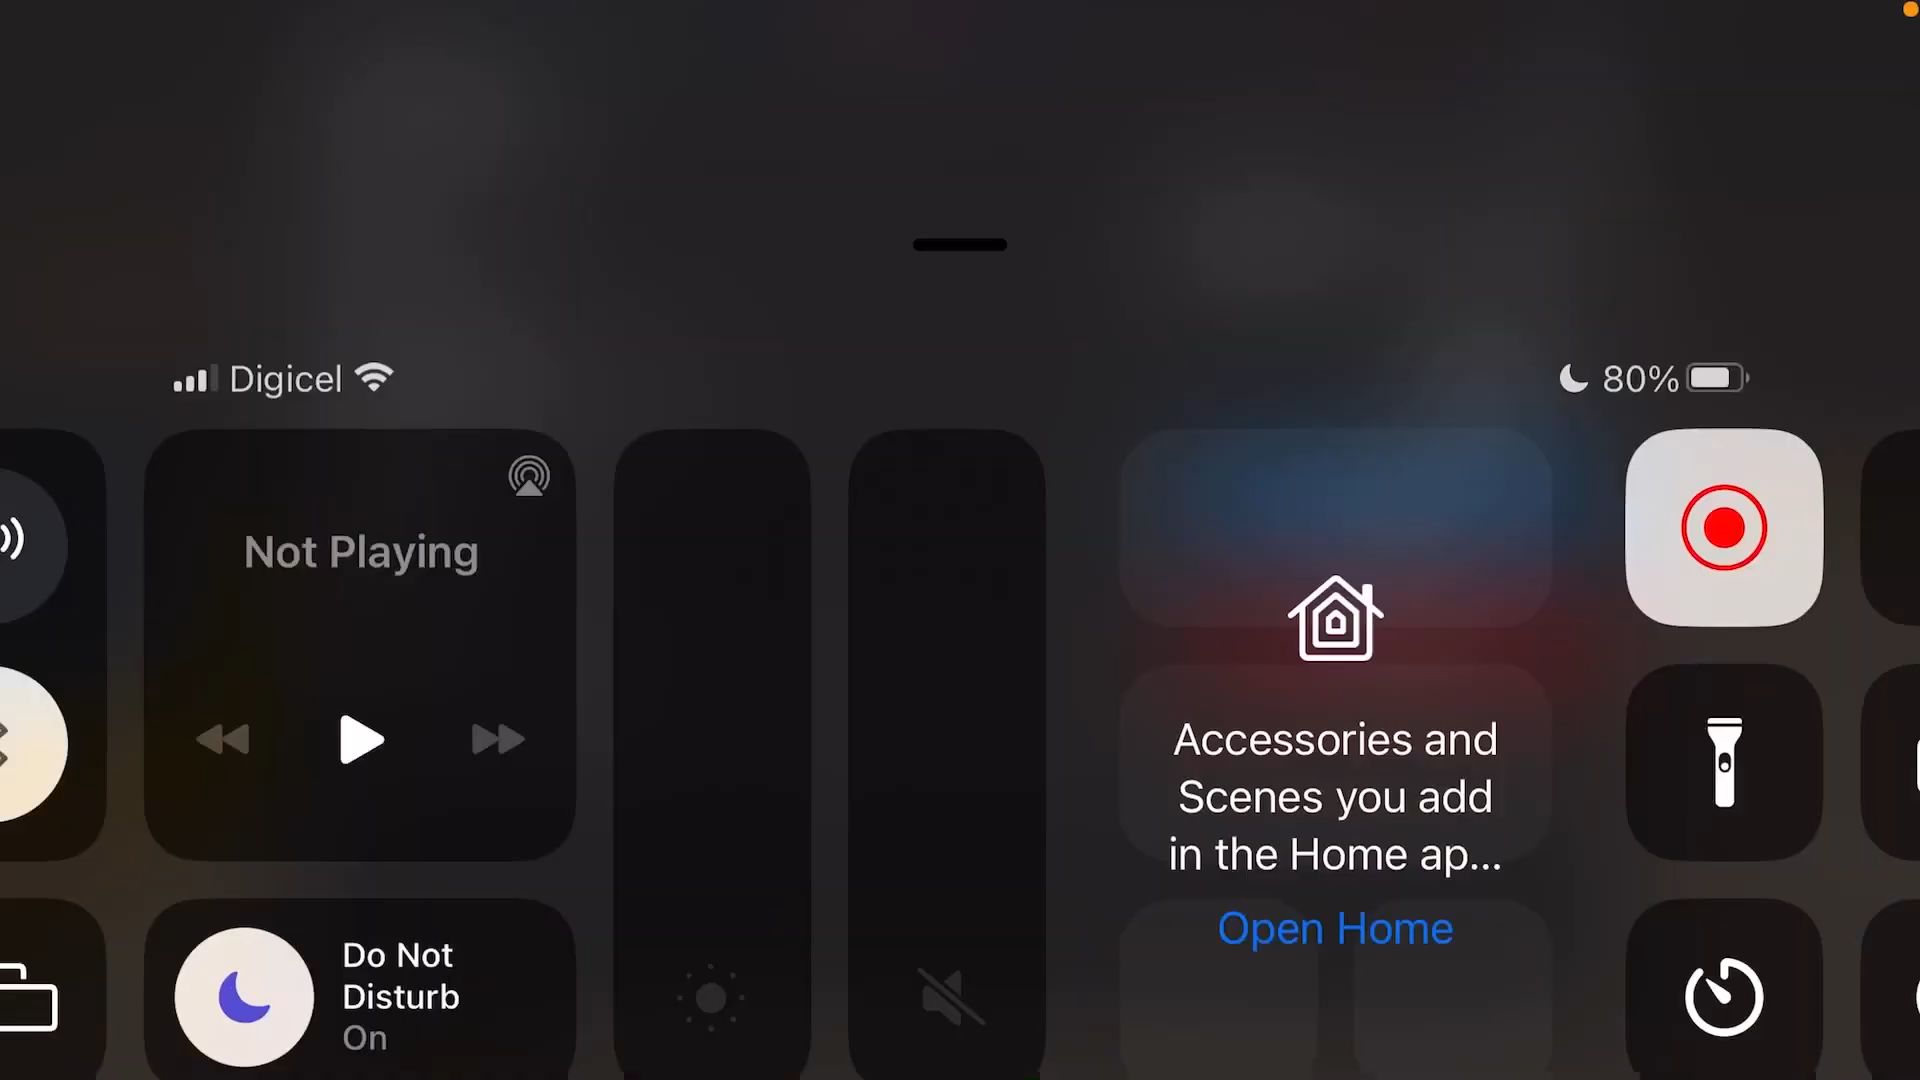 Digicel
80%
Not Playing
Accessories and
Scenes you add
in the Home ap...
Open Home
Do Not
Disturb
On